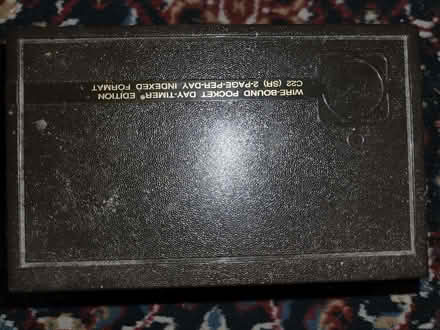 WIRE-BOUND POCKET DAY-TIMER® EDITION
C22 (SR) 2-PAGE-PER-DAY INDEXED FORMAT